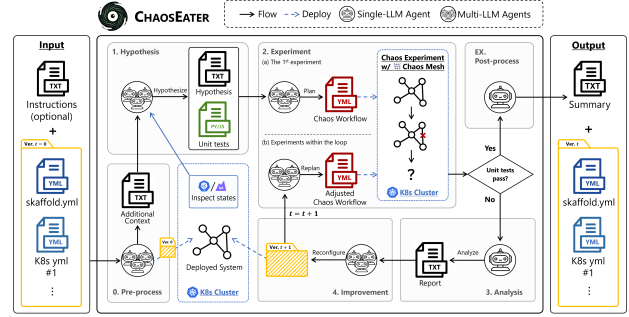 CHAOSEATER
Flow
Deploy
Single-LLM Agent
Multi-LLM Agents
Input
TXT
Instructions
(optional)
+
Ver. t = 0
YML
skaffold.yml
YML
K8s yml
#1
⋮
1. Hypothesis
Hypothesize
TXT
Hypothesis
PY/JS
Unit tests
TXT
Additional
Context
Inspect states
Ver. 0
Deployed System
K8s Cluster
0. Pre-process
2. Experiment
(a) The 1st experiment
Plan
YML
Chaos Workflow
(b) Experiments within the loop
Replan
YML
Adjusted
Chaos Workflow
t = t + 1
Chaos Experiment
w/ Chaos Mesh
?
K8s Cluster
EX.
Post-process
Yes
Unit tests
pass?
No
Analyze
TXT
Report
3. Analysis
Reconfigure
Ver. t + 1
4. Improvement
Output
TXT
Summary
+
Ver. t
YML
skaffold.yml
YML
K8s yml
#1
⋮